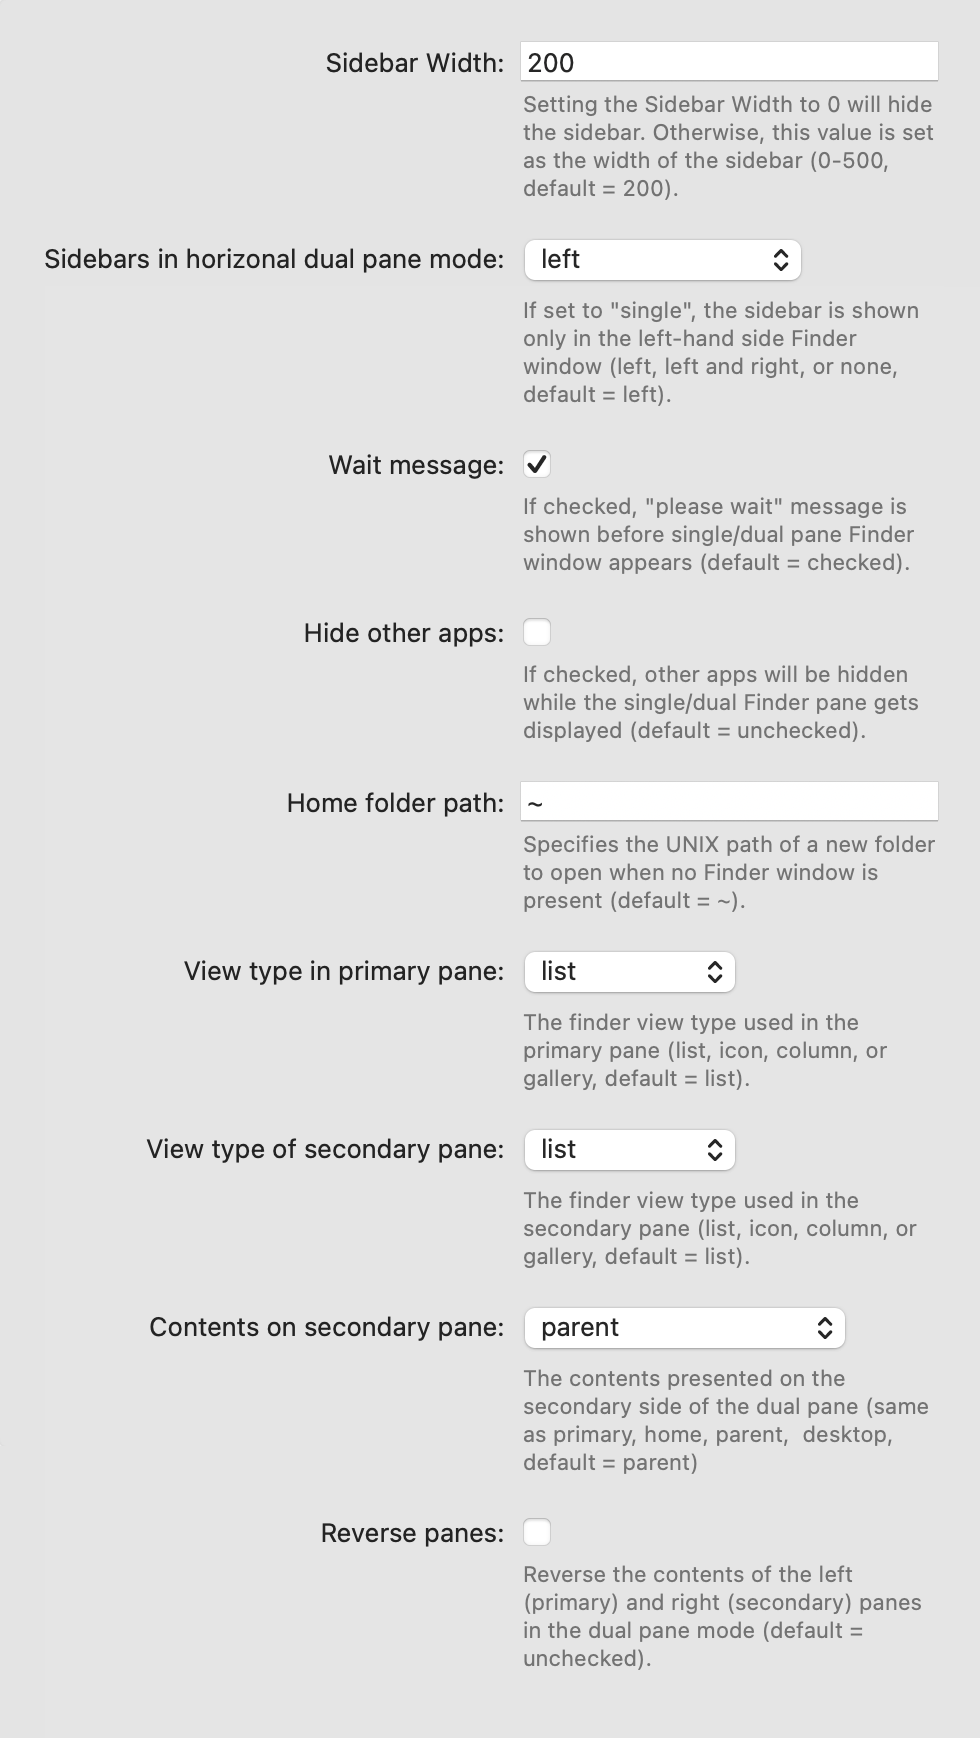 Sidebar Width: 200
Setting the Sidebar Width to 0 will hide
the sidebar. Otherwise, this value is set
as the width of the sidebar (0-500,
default = 200).
Sidebars in horizonal dual pane mode: left
If set to "single", the sidebar is shown
only in the left-hand side Finder
window (left, left and right, or none,
default = left).
Wait message:
If checked, "please wait" message is
shown before single/dual pane Finder
window appears (default = checked).
Hide other apps:
If checked, other apps will be hidden
while the single/dual Finder pane gets
displayed (default = unchecked).
Home folder path: ~
Specifies the UNIX path of a new folder
to open when no Finder window is
present (default = ~).
View type in primary pane: list
The finder view type used in the
primary pane (list, icon, column, or
gallery, default = list).
View type of secondary pane: list
The finder view type used in the
secondary pane (list, icon, column, or
gallery, default = list).
Contents on secondary pane: parent
The contents presented on the
secondary side of the dual pane (same
as primary, home, parent,  desktop,
default = parent)
Reverse panes:
Reverse the contents of the left
(primary) and right (secondary) panes
in the dual pane mode (default =
unchecked).